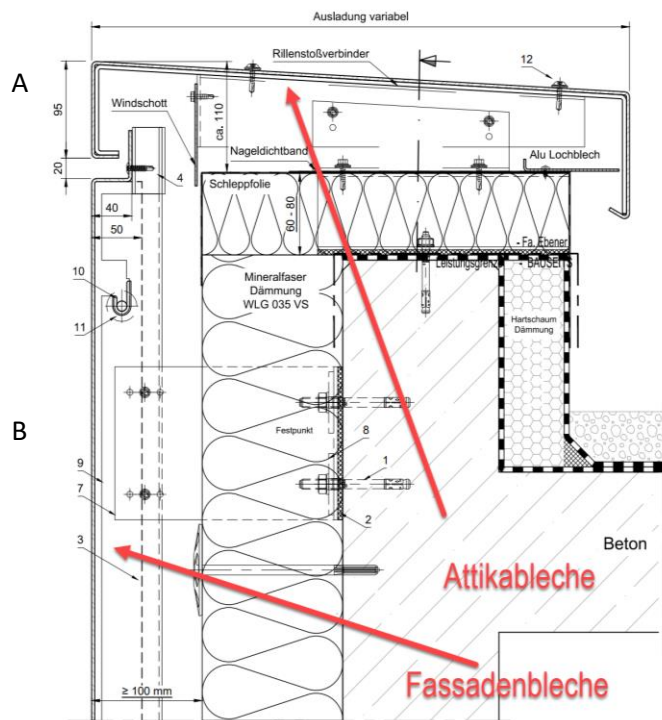 Ausladung variabel
A
Rillenstoßverbinder
12
95
Windschott
ca. 110
Nageldichtband
Alu Lochblech
20
4
Schleppfolie
40
60 - 80
50
- Fa. Ebener
Leistungsgrenze
- BAUSEITS
Mineralfaser
Dämmung
WLG 035 VS
10
11
Hartschaum
Dämmung
B
Festpunkt
8
1
9
7
2
3
Beton
Attikableche
Fassadenbleche
≥ 100 mm